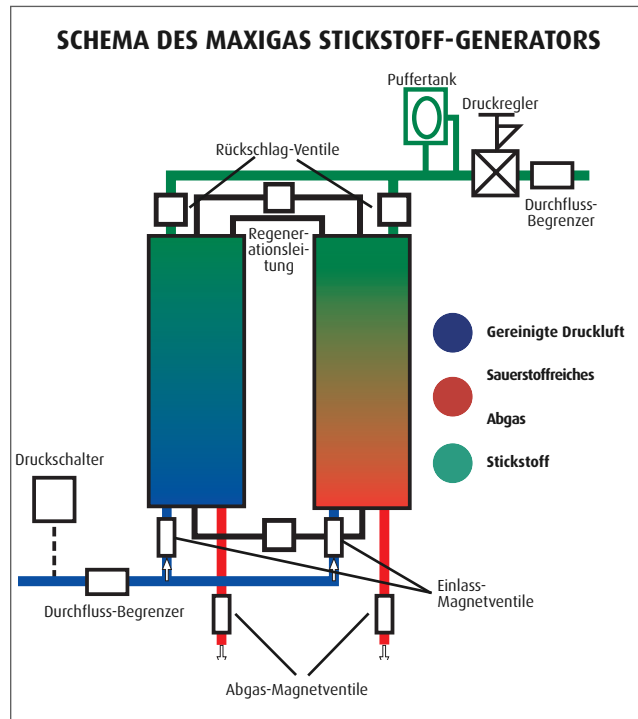 SCHEMA DES MAXIGAS STICKSTOFF-GENERATORS
Puffertank
Druckregler
Rückschlag-Ventile
Durchfluss-
Begrenzer
Regener-
ationslei-
tung
Gereinigte Druckluft
Sauerstoffreiches
Abgas
Stickstoff
Druckschalter
Durchfluss-Begrenzer
Einlass-
Magnetventile
Abgas-Magnetventile